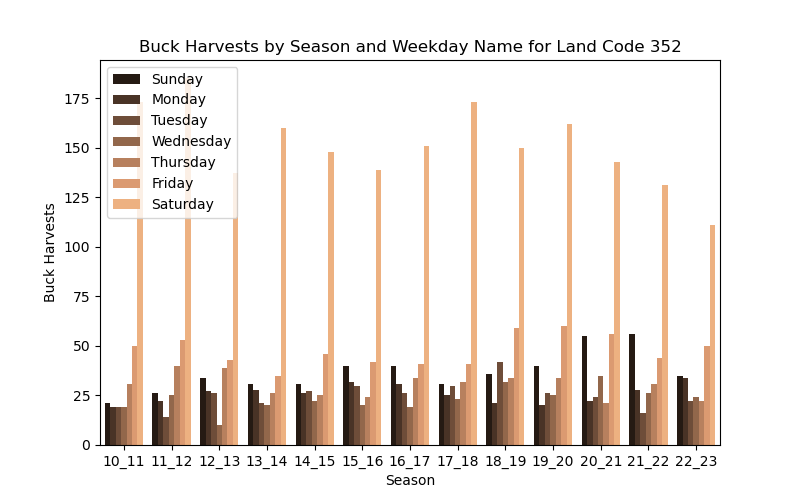 Buck Harvests by Season and Weekday Name for Land Code 352
Sunday
Monday
Tuesday
Wednesday
Thursday
Friday
Saturday
Buck Harvests
175
150
125
100
75
50
25
0
10_11 11_12 12_13 13_14 14_15 15_16 16_17 17_18 18_19 19_20 20_21 21_22 22_23
Season